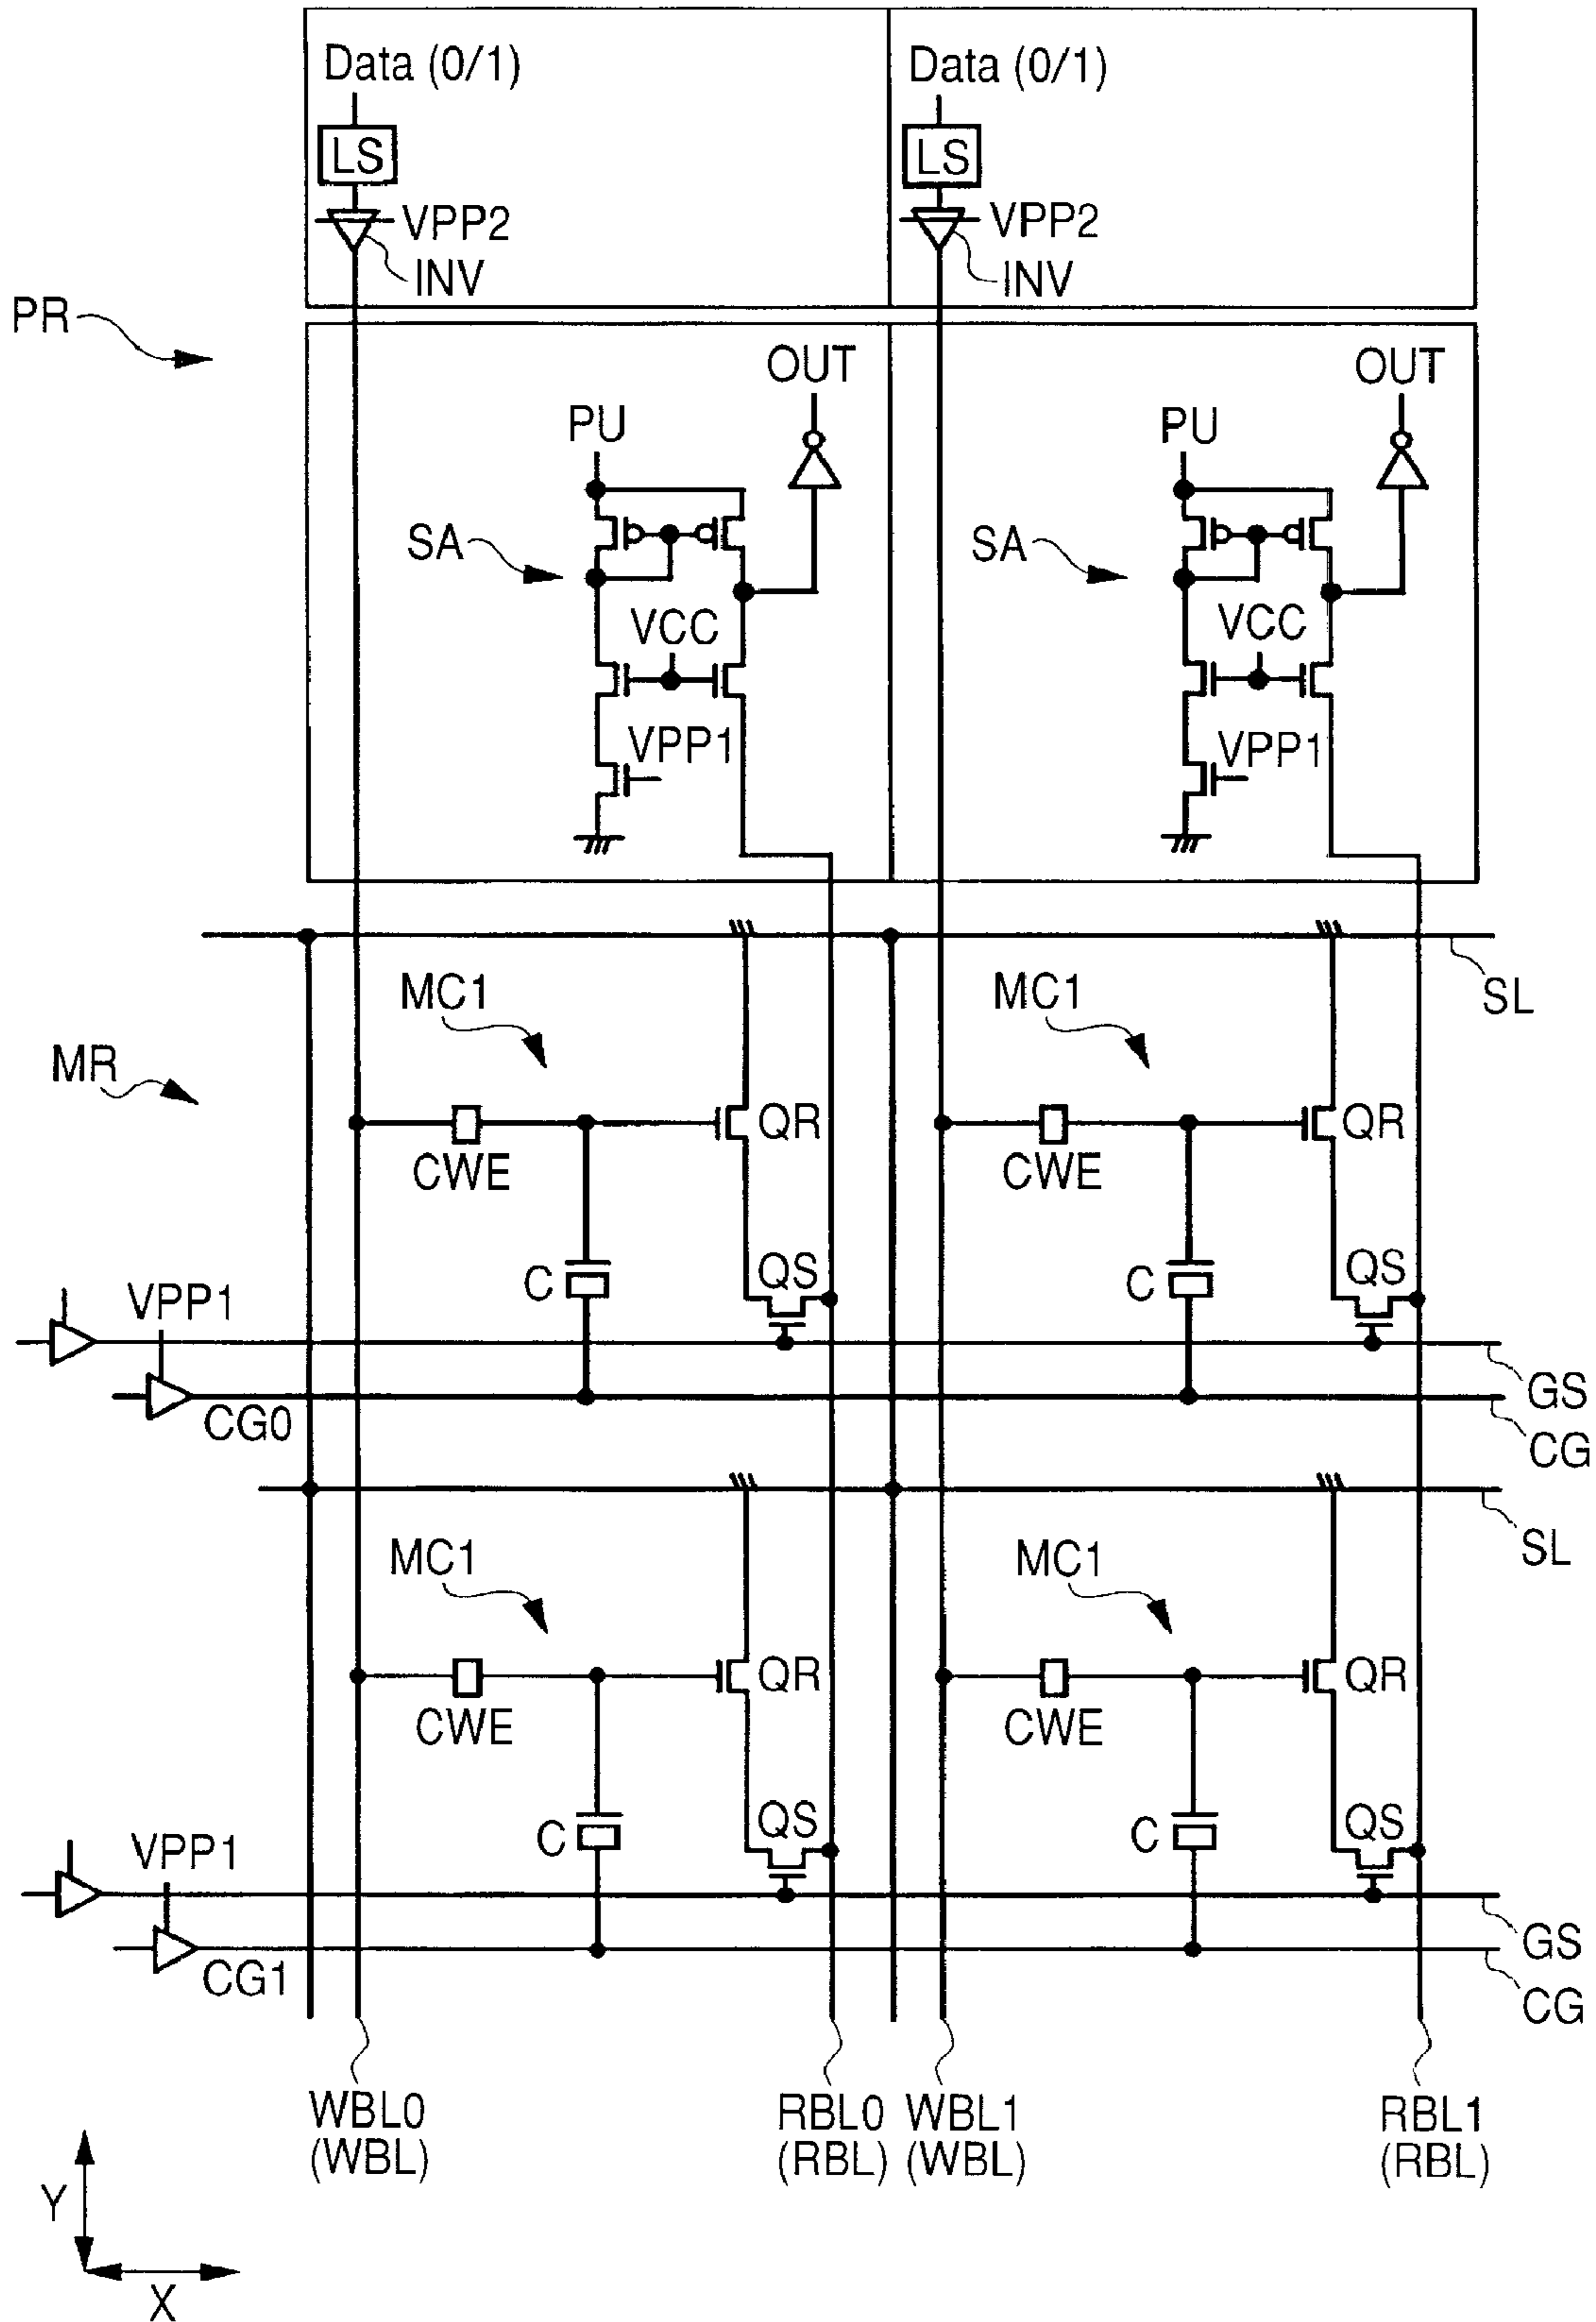 Data (0/1)
Data (0/1)
LS
LS
VPP2
VPP2
INV
INV
PR
OUT
OUT
PU
PU
SA
SA
VCC
VCC
VPP1
VPP1
MC1
MC1
SL
MR
QR
QR
CWE
CWE
QS
QS
C
C
VPP1
GS
CG0
CG
SL
MC1
MC1
QR
QR
CWE
CWE
QS
QS
C
C
VPP1
GS
CG1
CG
WBL0
(WBL)
RBL0
(RBL)
WBL1
(WBL)
RBL1
(RBL)
Y
X